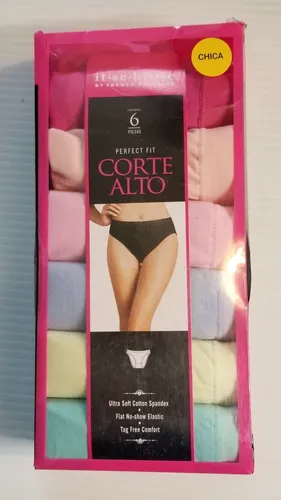 CHICA
6
PIEZAS
PERFECT FIT
CORTE
ALTO
Ultra Soft Cotton Spandex
Flat No-show Elastic
Tag Free Comfort